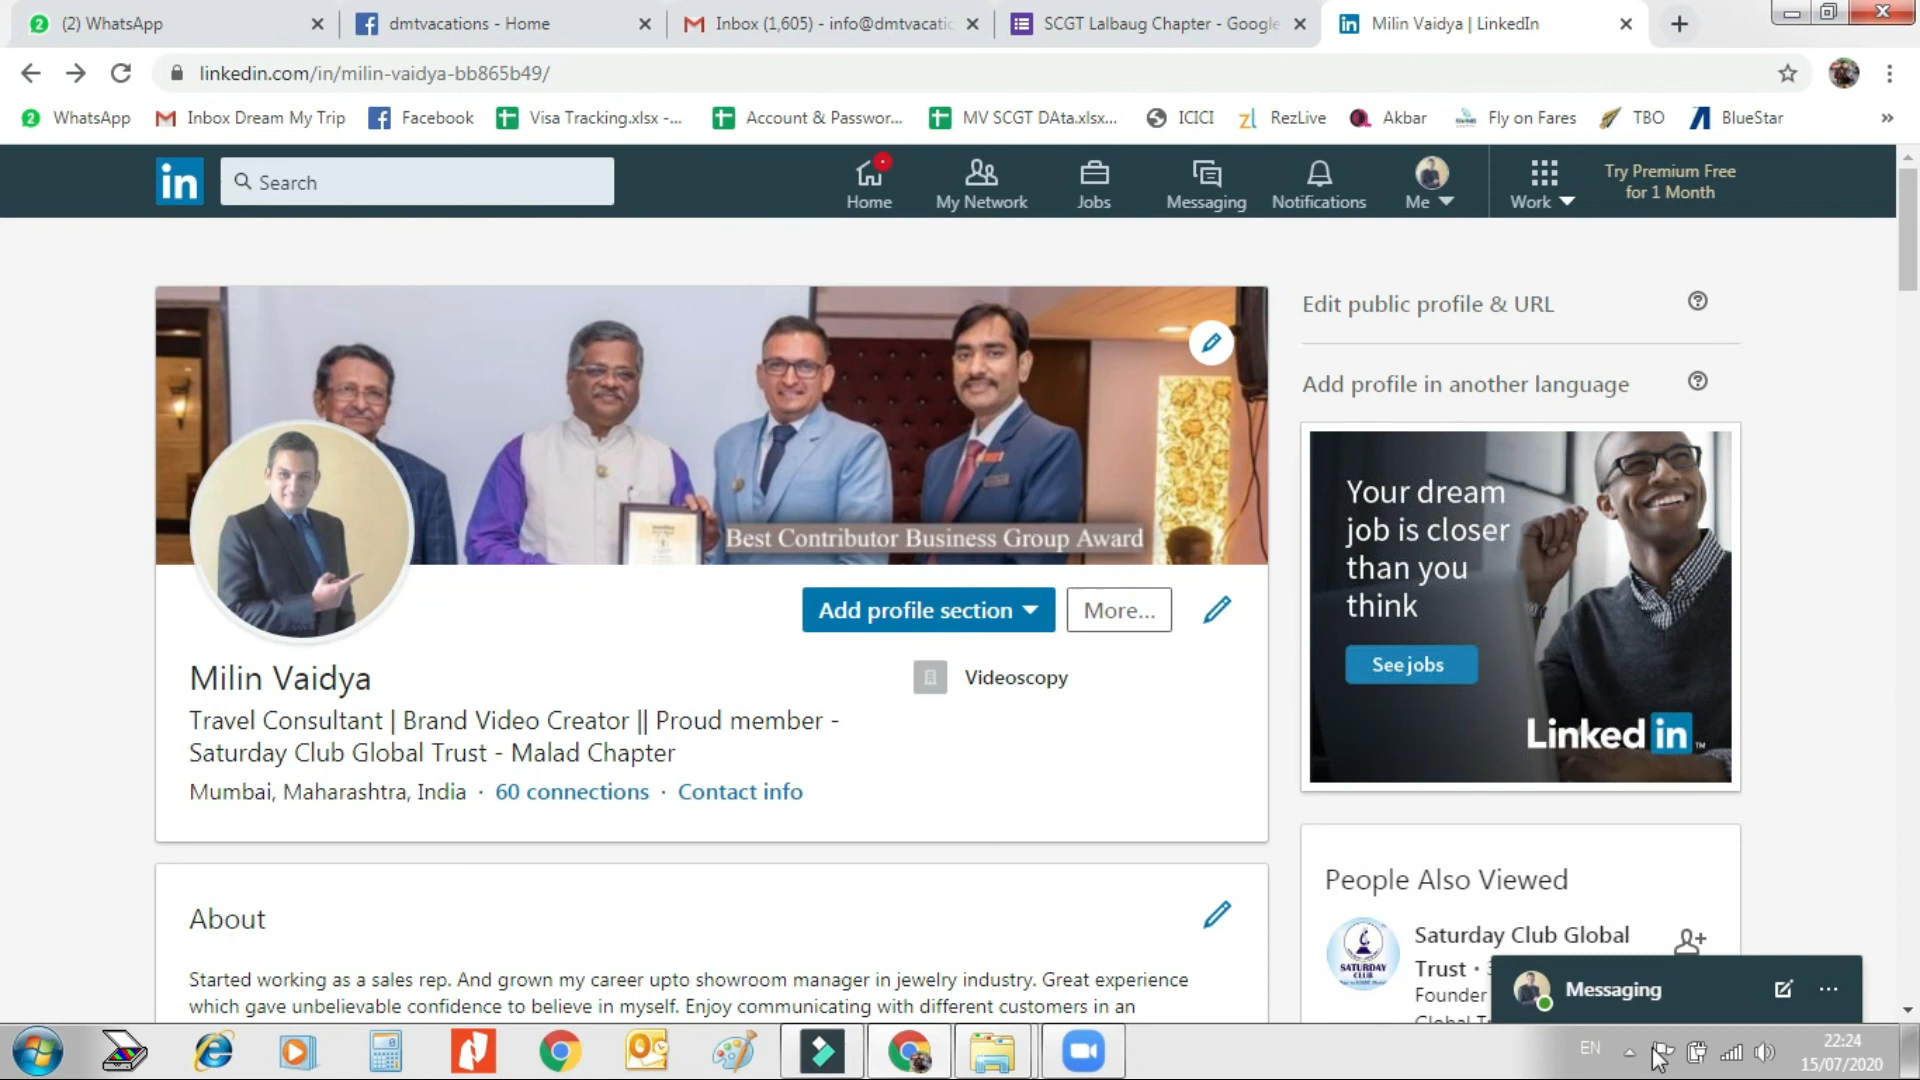 (2) WhatsApp
dmtvacations - Home
Inbox (1,605) - info@dmtvacatic
SCGT Lalbaug Chapter - Google
Milin Vaidya | LinkedIn
linkedin.com/in/milin-vaidya-bb865b49/
WhatsApp
Inbox Dream My Trip
Facebook
Visa Tracking.xlsx -...
Account & Passwor...
MV SCGT DAta.xlsx...
ICICI
RezLive
Akbar
Fly on Fares
TBO
BlueStar
»
in
Search
Home
My Network
Jobs
Messaging
Notifications
Me
Work
Try Premium Free
for 1 Month
Best Contributor Business Group Award
Add profile section
More...
Milin Vaidya
Videoscopy
Travel Consultant | Brand Video Creator || Proud member -
Saturday Club Global Trust - Malad Chapter
Mumbai, Maharashtra, India · 60 connections · Contact info
About
Started working as a sales rep. And grown my career upto showroom manager in jewelry industry. Great experience
which gave unbelievable confidence to believe in myself. Enjoy communicating with different customers in an
Edit public profile & URL
Add profile in another language
Your dream
job is closer
than you
think
See jobs
Linked in
People Also Viewed
SATURDAY
CLUB
Saturday Club Global
Trust ·
Founder
Messaging
EN
22:24
15/07/2020